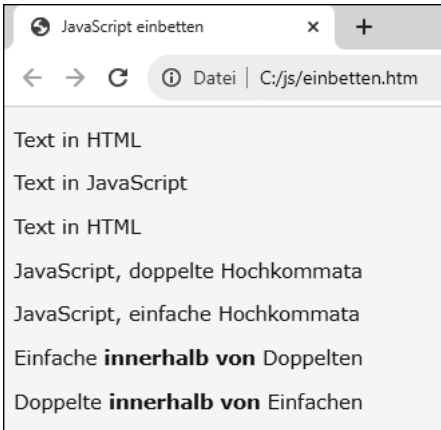 JavaScript einbetten
Datei | C:/js/einbetten.htm
Text in HTML
Text in JavaScript
Text in HTML
JavaScript, doppelte Hochkommata
JavaScript, einfache Hochkommata
Einfache innerhalb von Doppelten
Doppelte innerhalb von Einfachen